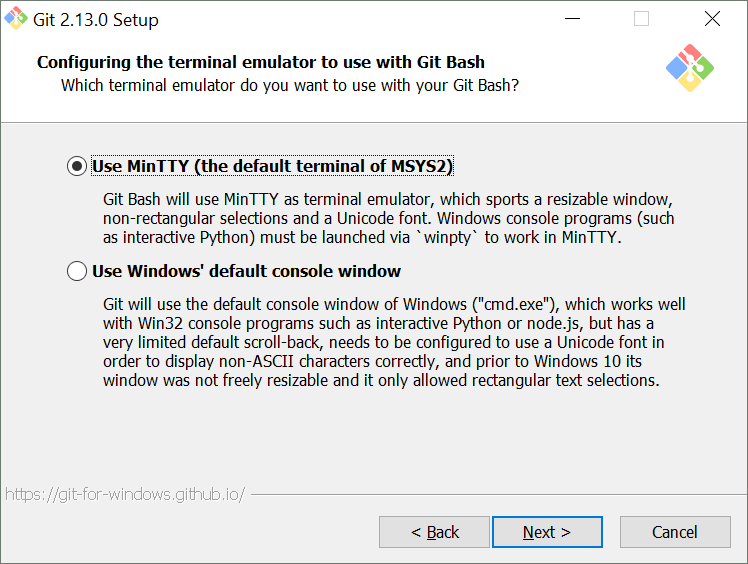 Git 2.13.0 Setup
Configuring the terminal emulator to use with Git Bash
Which terminal emulator do you want to use with your Git Bash?
Use MinTTY (the default terminal of MSYS2)
Git Bash will use MinTTY as terminal emulator, which sports a resizable window,
non-rectangular selections and a Unicode font. Windows console programs (such
as interactive Python) must be launched via `winpty` to work in MinTTY.
Use Windows' default console window
Git will use the default console window of Windows ("cmd.exe"), which works well
with Win32 console programs such as interactive Python or node.js, but has a
very limited default scroll-back, needs to be configured to use a Unicode font in
order to display non-ASCII characters correctly, and prior to Windows 10 its
window was not freely resizable and it only allowed rectangular text selections.
https://git-for-windows.github.io/
< Back Next > Cancel